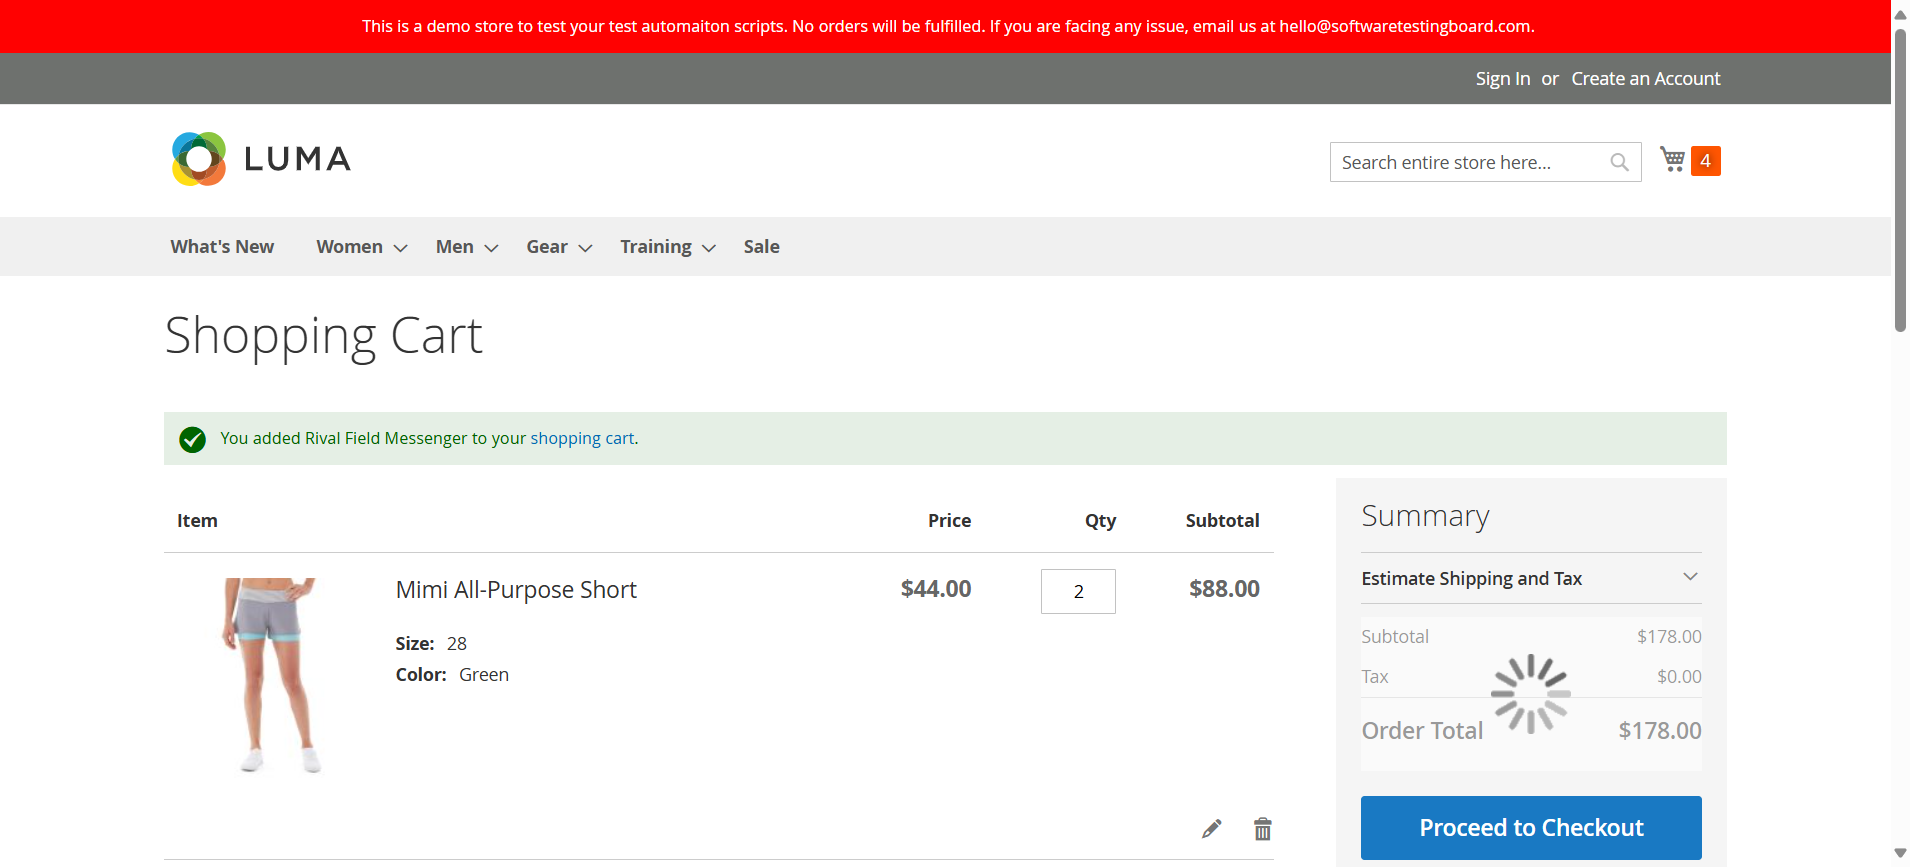 This is a demo store to test your test automaiton scripts. No orders will be fulfilled. If you are facing any issue, email us at hello@softwaretestingboard.com.
Sign In or Create an Account
LUMA
Search entire store here...
4
What's New Women Men Gear Training Sale
Shopping Cart
You added Rival Field Messenger to your shopping cart.
Item Price Qty Subtotal
Mimi All-Purpose Short $44.00 2 $88.00
Size: 28
Color: Green
Summary
Estimate Shipping and Tax
Subtotal $178.00
Tax $0.00
Order Total $178.00
Proceed to Checkout